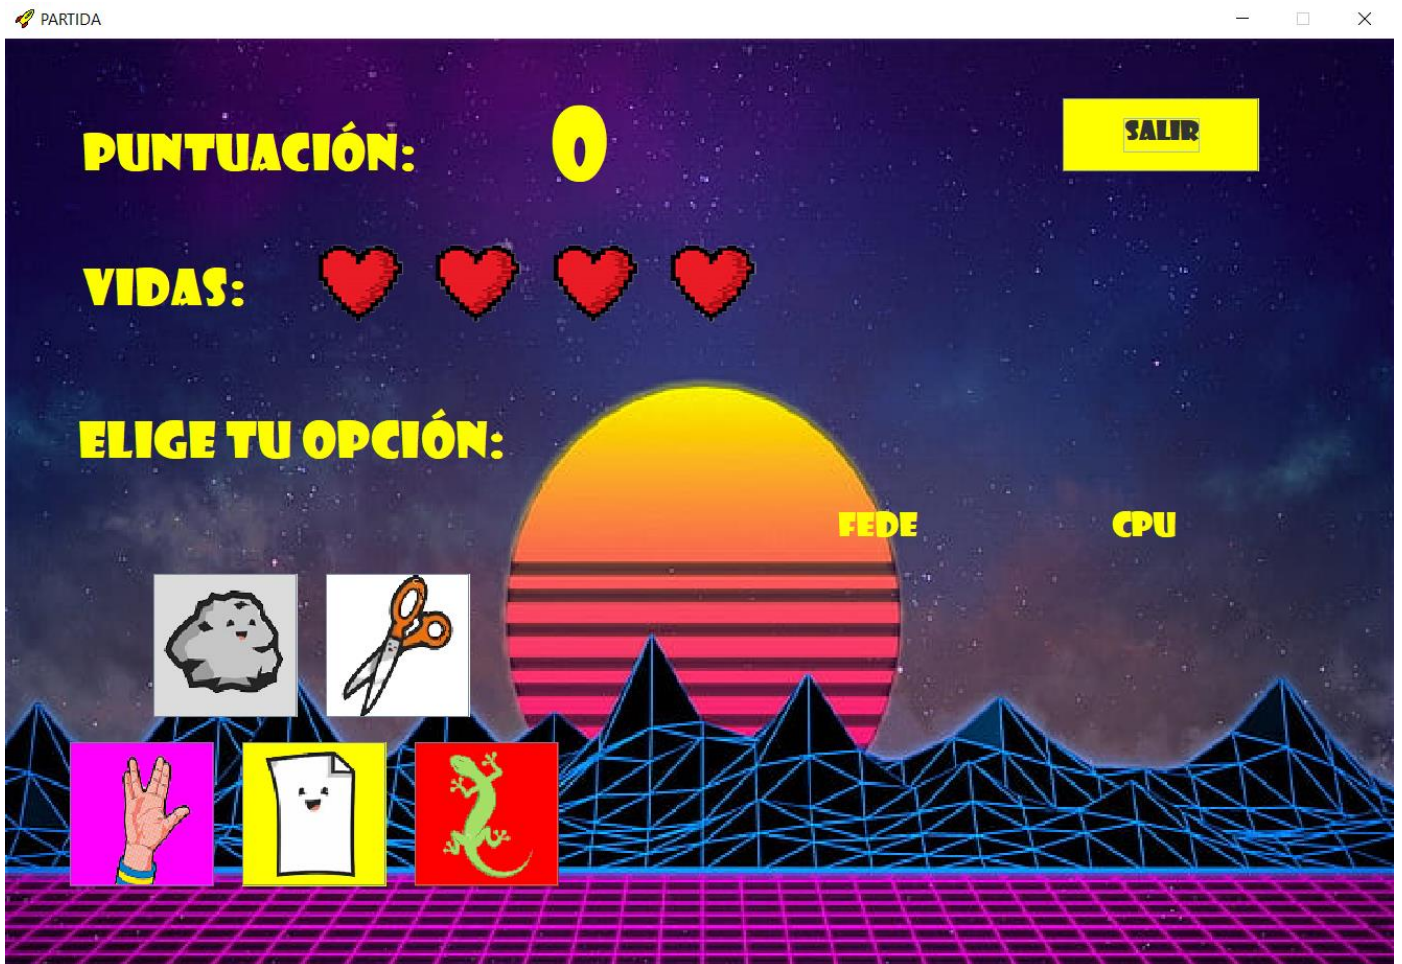 PARTIDA
PUNTUACIÓN: 0
SALIR
VIDAS:
ELIGE TU OPCIÓN:
FEDE CPU